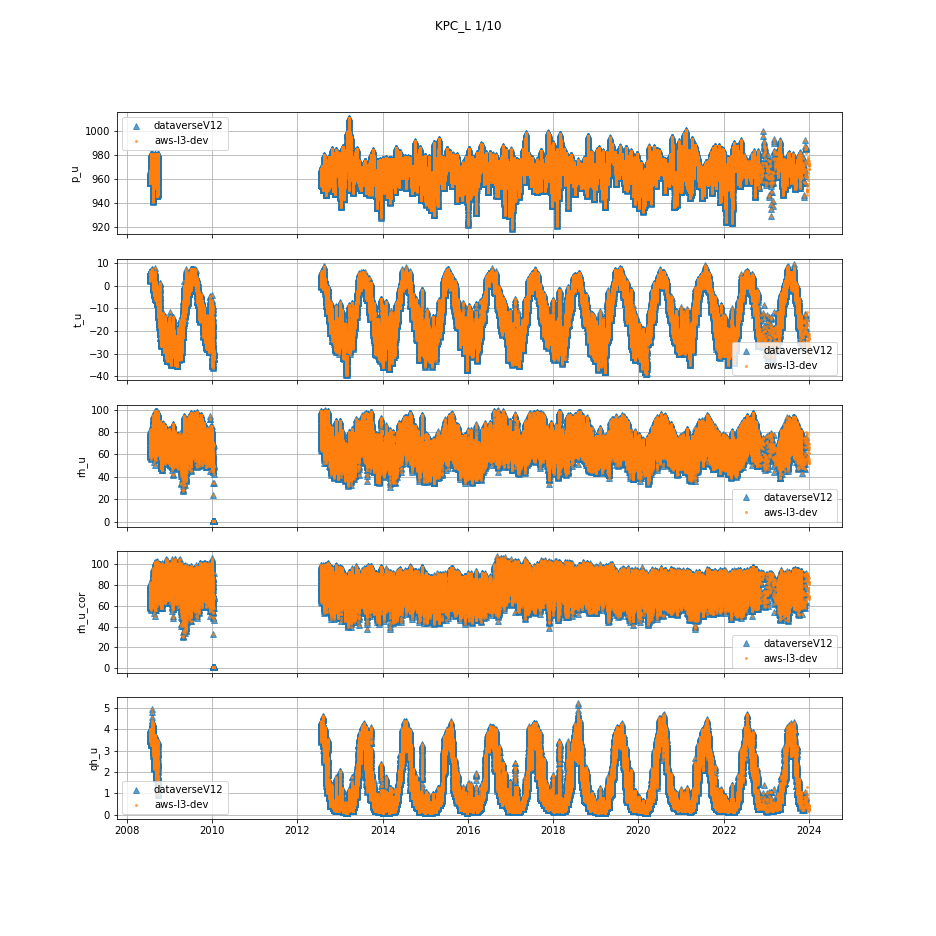 KPC_L 1/10
1000
980
960
940
920
p_u
dataverseV12
aws-l3-dev
10
0
−10
−20
−30
−40
t_u
dataverseV12
aws-l3-dev
100
80
60
40
20
0
rh_u
dataverseV12
aws-l3-dev
100
80
60
40
20
0
rh_u_cor
dataverseV12
aws-l3-dev
5
4
3
2
1
0
qh_u
dataverseV12
aws-l3-dev
2008 2010 2012 2014 2016 2018 2020 2022 2024